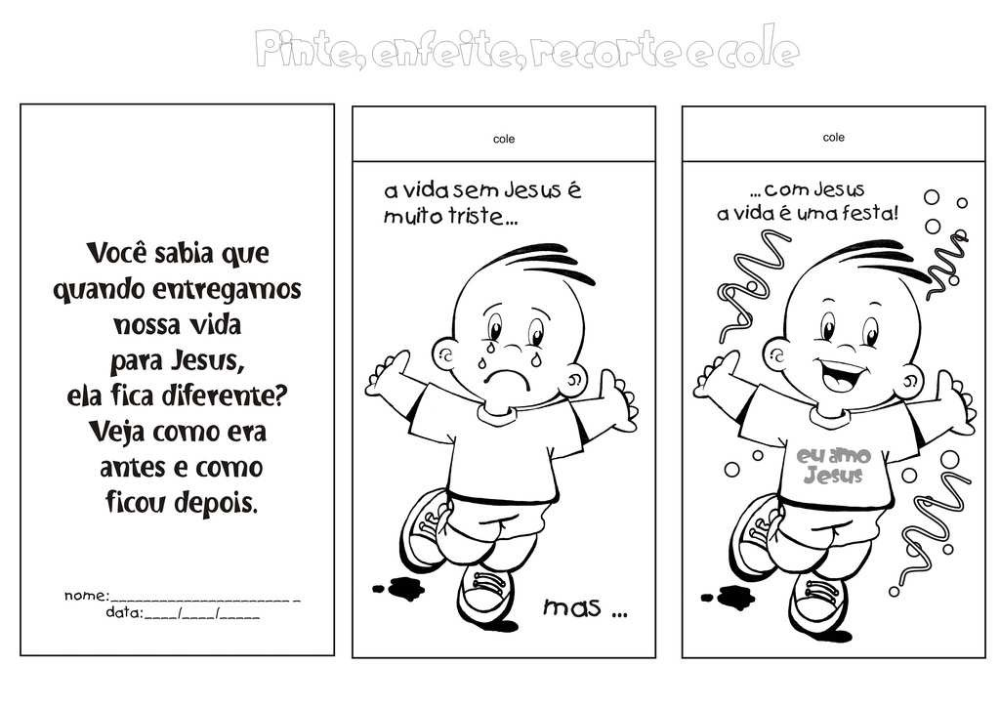 Pinte, enfeite, recorte e cole
Você sabia que
quando entregamos
nossa vida
para Jesus,
ela fica diferente?
Veja como era
antes e como
ficou depois.
nome:______________________ _
data:____/____/_____
cole
a vida sem Jesus é
muito triste...
mas ...
cole
...com Jesus
a vida é uma festa!
eu amo
Jesus